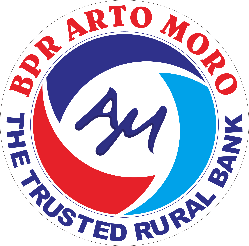 BPR ARTO MORO
AM
THE TRUSTED RURAL BANK